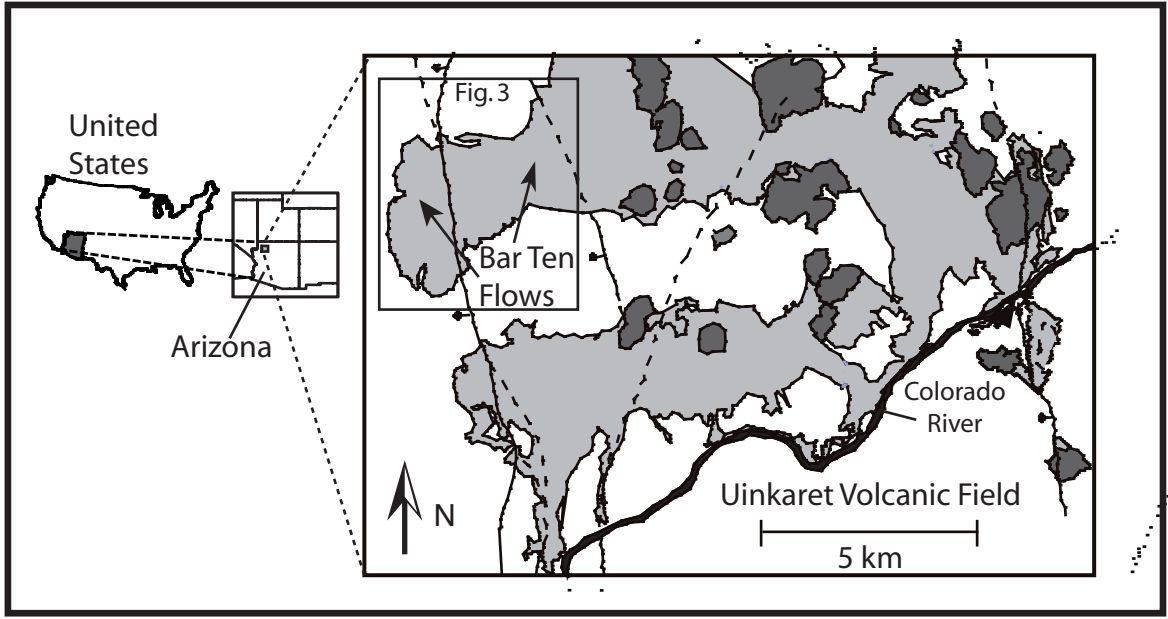 United
States
Arizona
Fig. 3
Bar Ten
Flows
Colorado
River
N
Uinkaret Volcanic Field
5 km